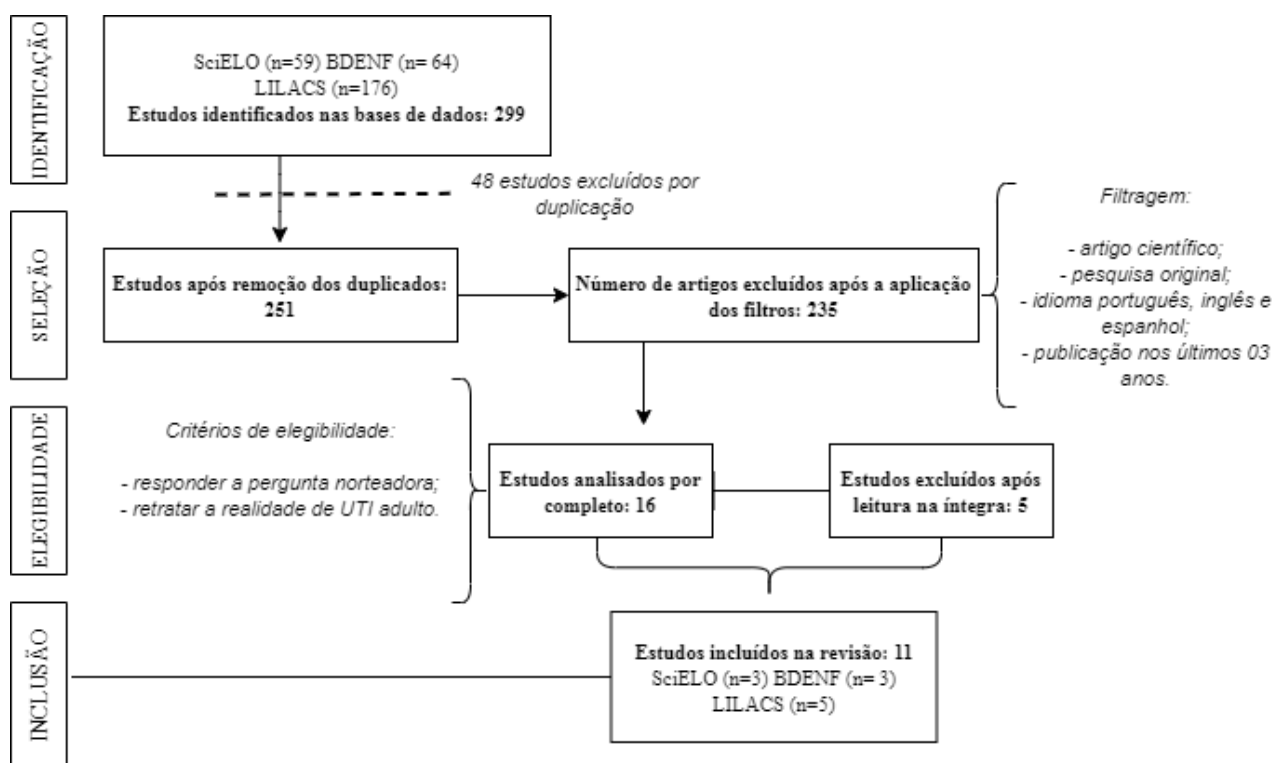 IDENTIFICAÇÃO
SciELO (n=59) BDENF (n= 64)
LILACS (n=176)
Estudos identificados nas bases de dados: 299
48 estudos excluídos por
duplicação
SELEÇÃO
Estudos após remoção dos duplicados:
251
Número de artigos excluídos após a aplicação
dos filtros: 235
Filtragem:
- artigo científico;
- pesquisa original;
- idioma português, inglês e
espanhol;
- publicação nos últimos 03
anos.
ELEGIBILIDADE
Critérios de elegibilidade:
- responder a pergunta norteadora;
- retratar a realidade de UTI adulto.
Estudos analisados por
completo: 16
Estudos excluídos após
leitura na íntegra: 5
INCLUSÃO
Estudos incluídos na revisão: 11
SciELO (n=3) BDENF (n= 3)
LILACS (n=5)